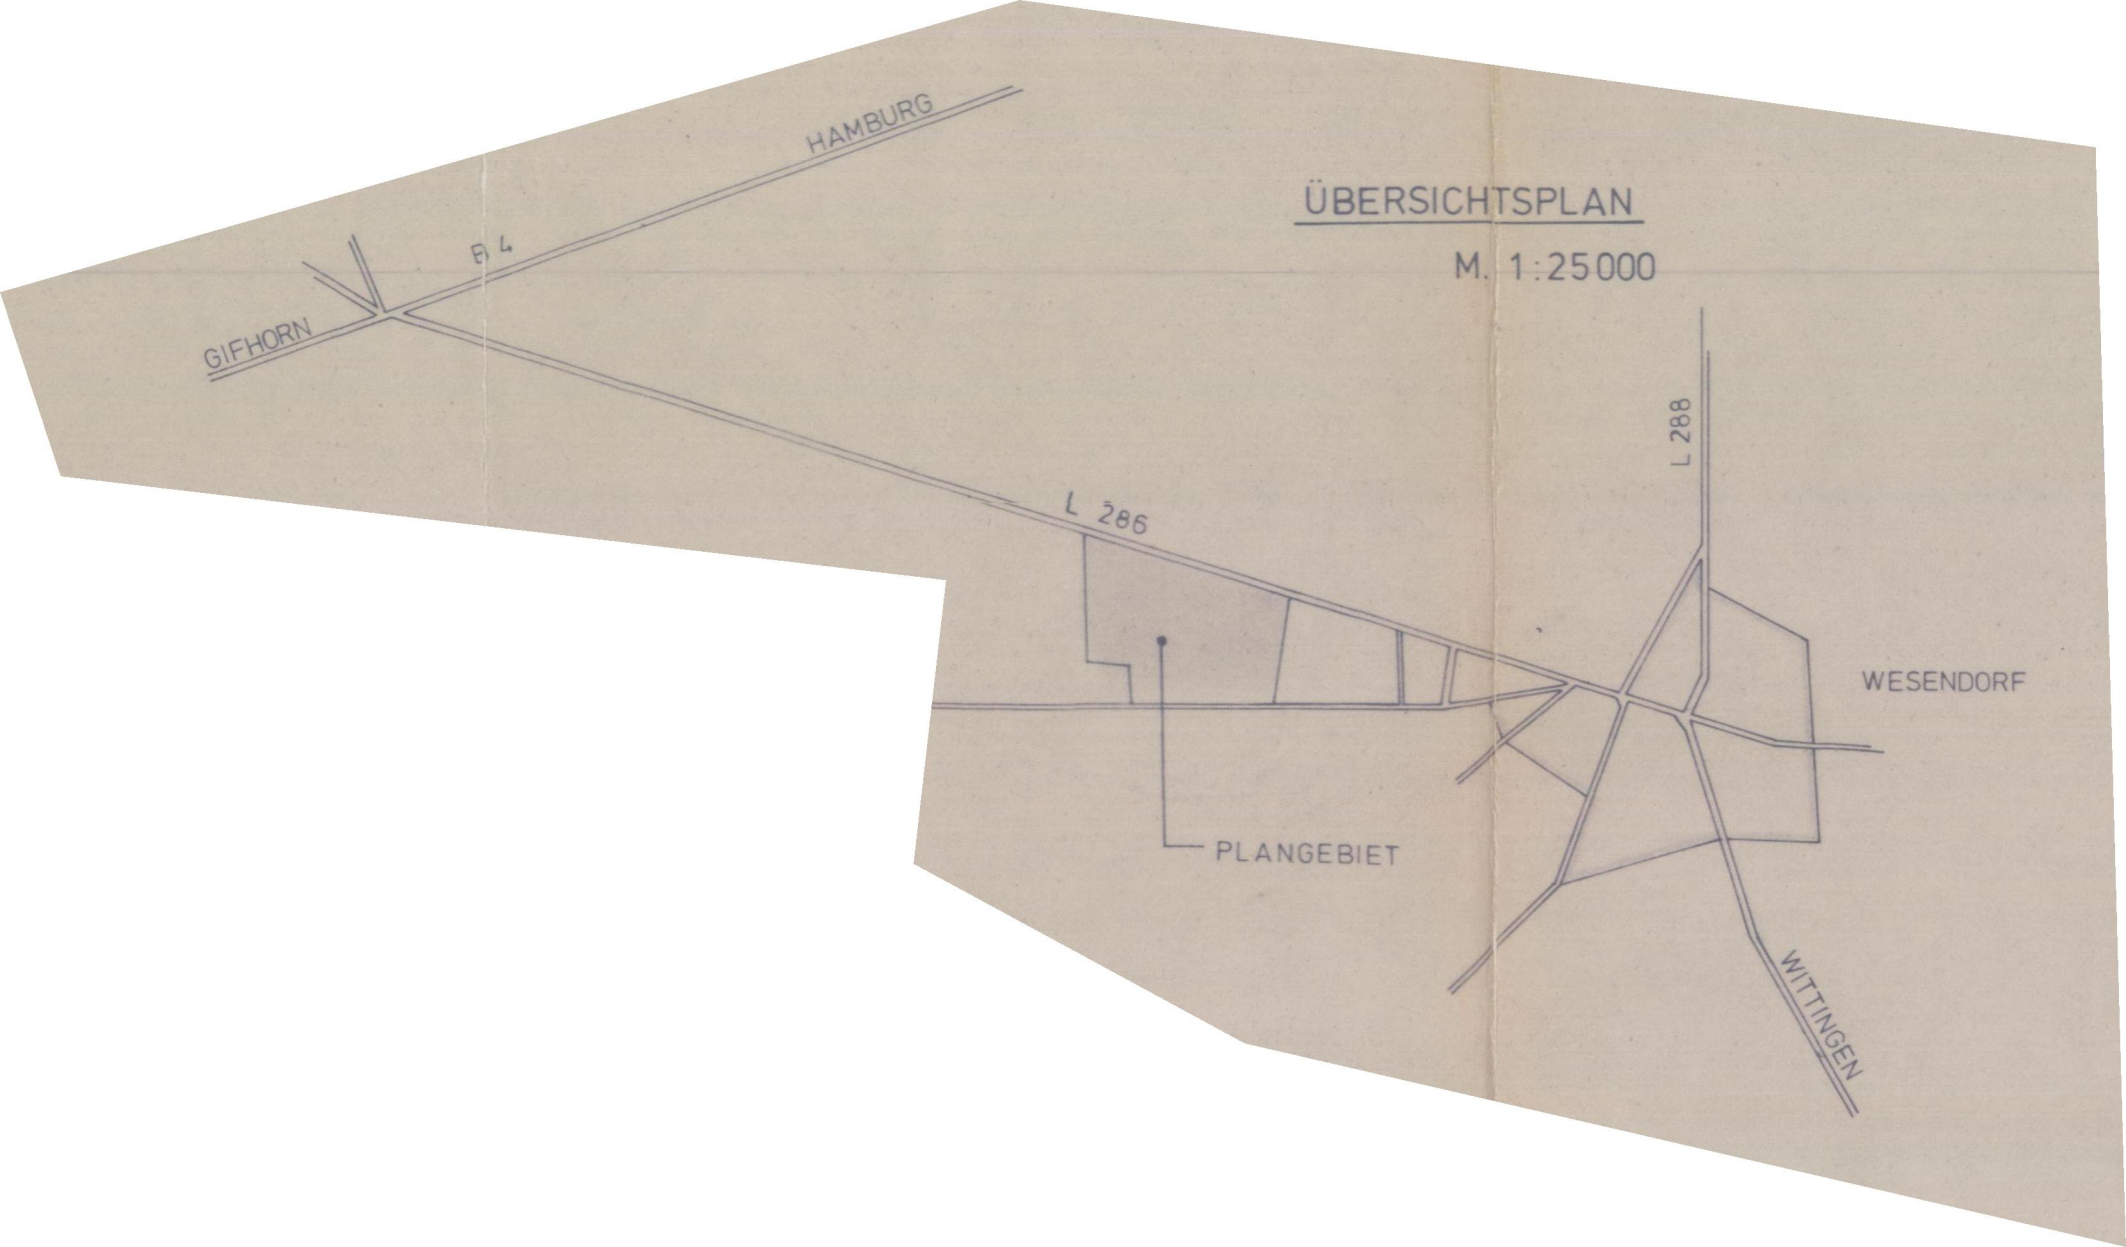 HAMBURG
ÜBERSICHTSPLAN
M. 1:25000
B 4
GIFHORN
L 288
L 286
WESENDORF
PLANGEBIET
WITTINGEN